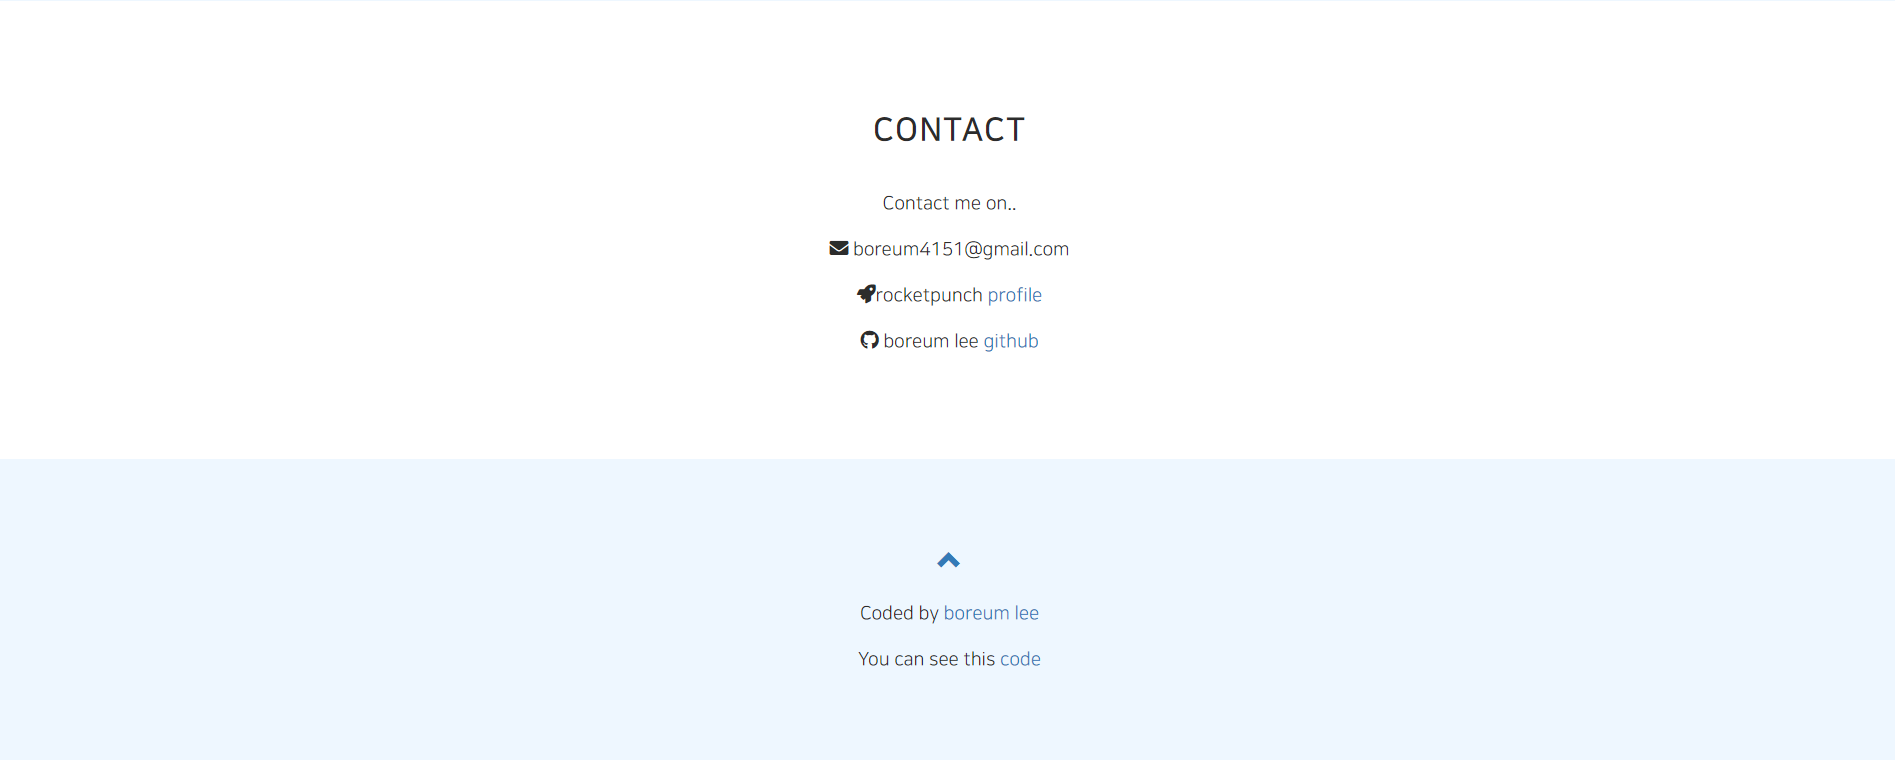 CONTACT
Contact me on..
boreum4151@gmail.com
rocketpunch profile
boreum lee github
Coded by boreum lee
You can see this code